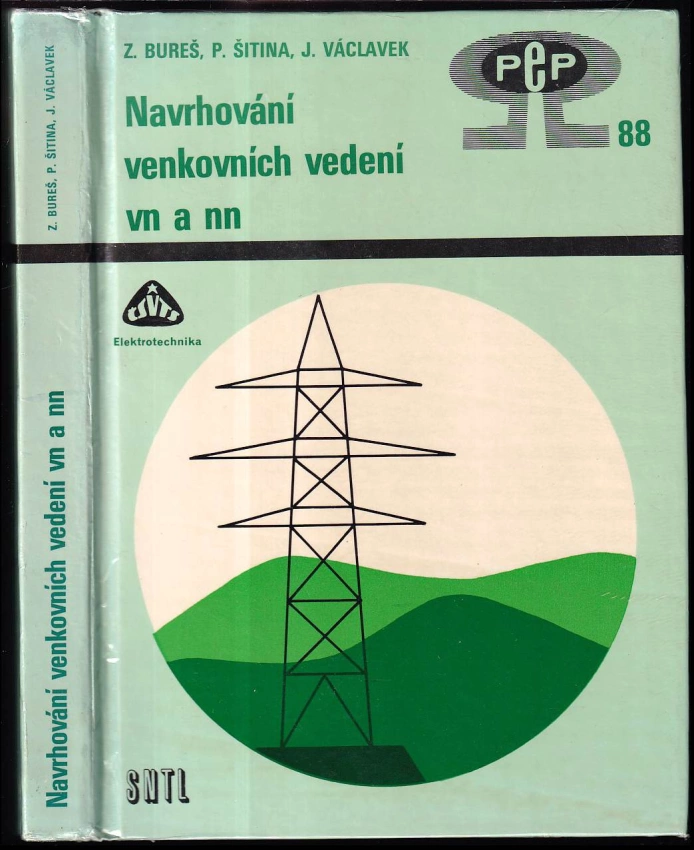 Z. BUREŠ, P. ŠITINA, J. VÁCLAVEK
Navrhování
venkovních vedení
vn a nn
PeP
88
ČSVTS
Elektrotechnika
SNTL
Z. BUREŠ, P. ŠITINA, J. VÁCLAVEK
Navrhování venkovních vedení vn a nn